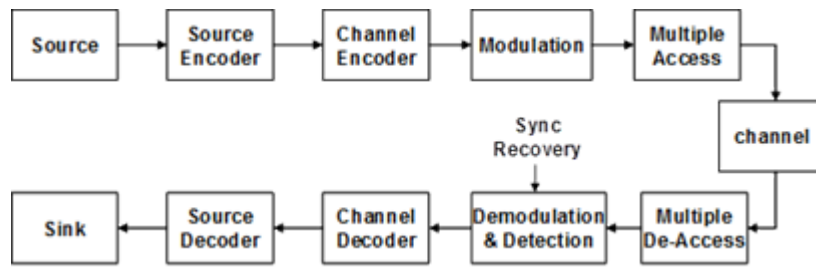 Source
Source
Encoder
Channel
Encoder
Modulation
Multiple
Access
channel
Sync
Recovery
Sink
Source
Decoder
Channel
Decoder
Demodulation
& Detection
Multiple
De-Access